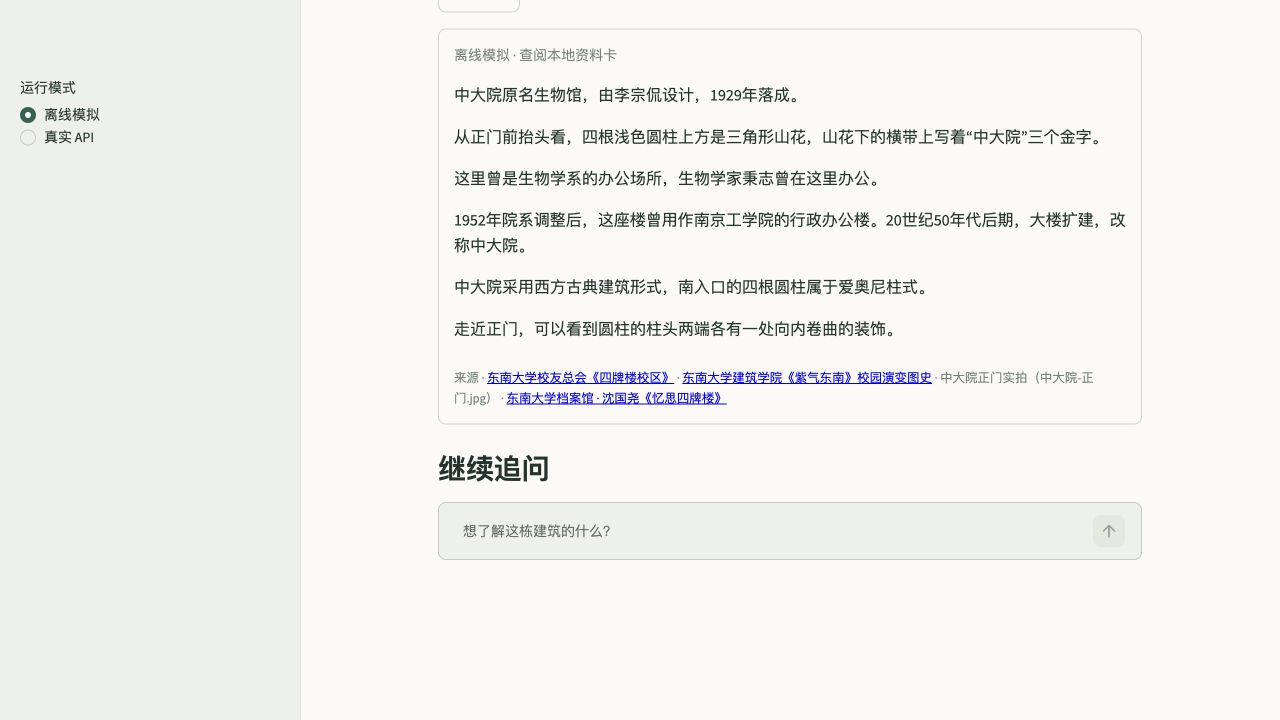 运行模式
离线模拟
真实 API
离线模拟 · 查阅本地资料卡
中大院原名生物馆，由李宗侃设计，1929年落成。
从正门前抬头看，四根浅色圆柱上方是三角形山花，山花下的横带上写着“中大院”三个金字。
这里曾是生物学系的办公场所，生物学家秉志曾在这里办公。
1952年院系调整后，这座楼曾用作南京工学院的行政办公楼。20世纪50年代后期，大楼扩建，改
称中大院。
中大院采用西方古典建筑形式，南入口的四根圆柱属于爱奥尼柱式。
走近正门，可以看到圆柱的柱头两端各有一处向内卷曲的装饰。
来源 · 东南大学校友总会《四牌楼校区》 · 东南大学建筑学院《紫气东南》校园演变图史 · 中大院正门实拍（中大院-正
门.jpg） · 东南大学档案馆 · 沈国尧《忆思四牌楼》
继续追问
想了解这栋建筑的什么？